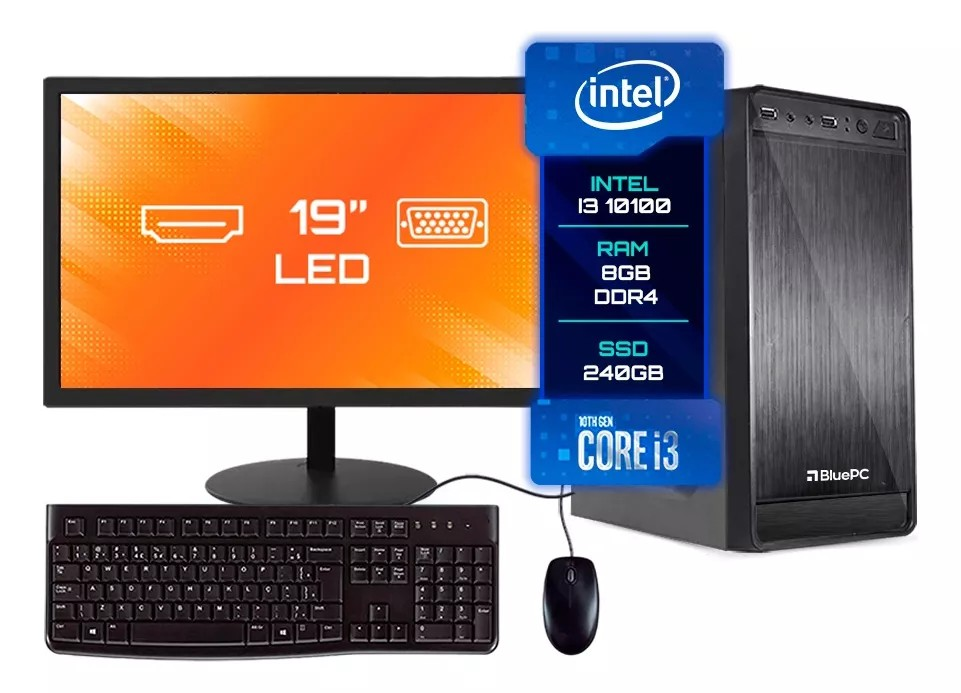 19”
LED
intel
INTEL
I3 10100
RAM
8GB
DDR4
SSD
240GB
10TH GEN
CORE i3
BluePC